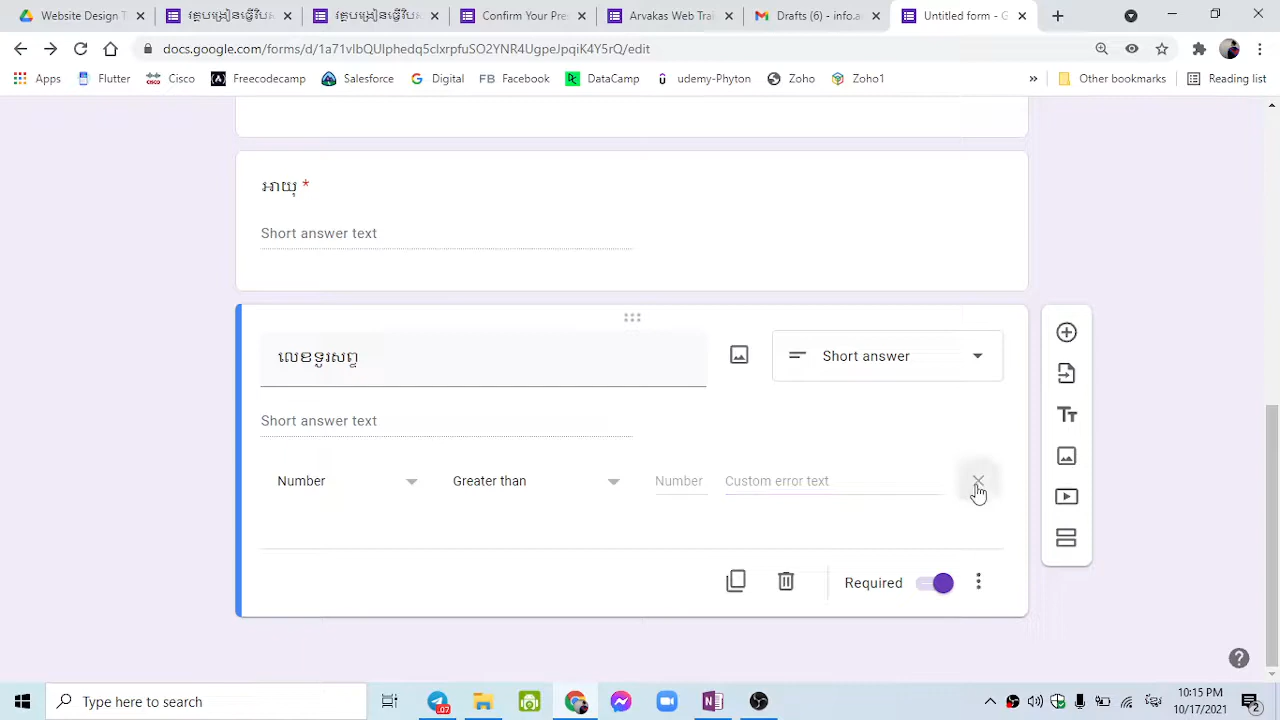 Website Design T
Confirm Your Pre
Arvakas Web Tra
Drafts (6) - info.a
Untitled form - G
docs.google.com/forms/d/1a71vIbQUIphedq5clxrpfuSO2YNR4UgpeJpqiK4Y5rQ/edit
Apps
Flutter
Cisco
Freecodecamp
Salesforce
Digital
FB Facebook
DataCamp
udemy-Phyton
Zoho
Zoho1
»
Other bookmarks
Reading list
អាយុ *
Short answer text
លេខទូរសព្ទ
Short answer
Short answer text
Number
Greater than
Number
Custom error text
Required
Type here to search
10:15 PM
10/17/2021